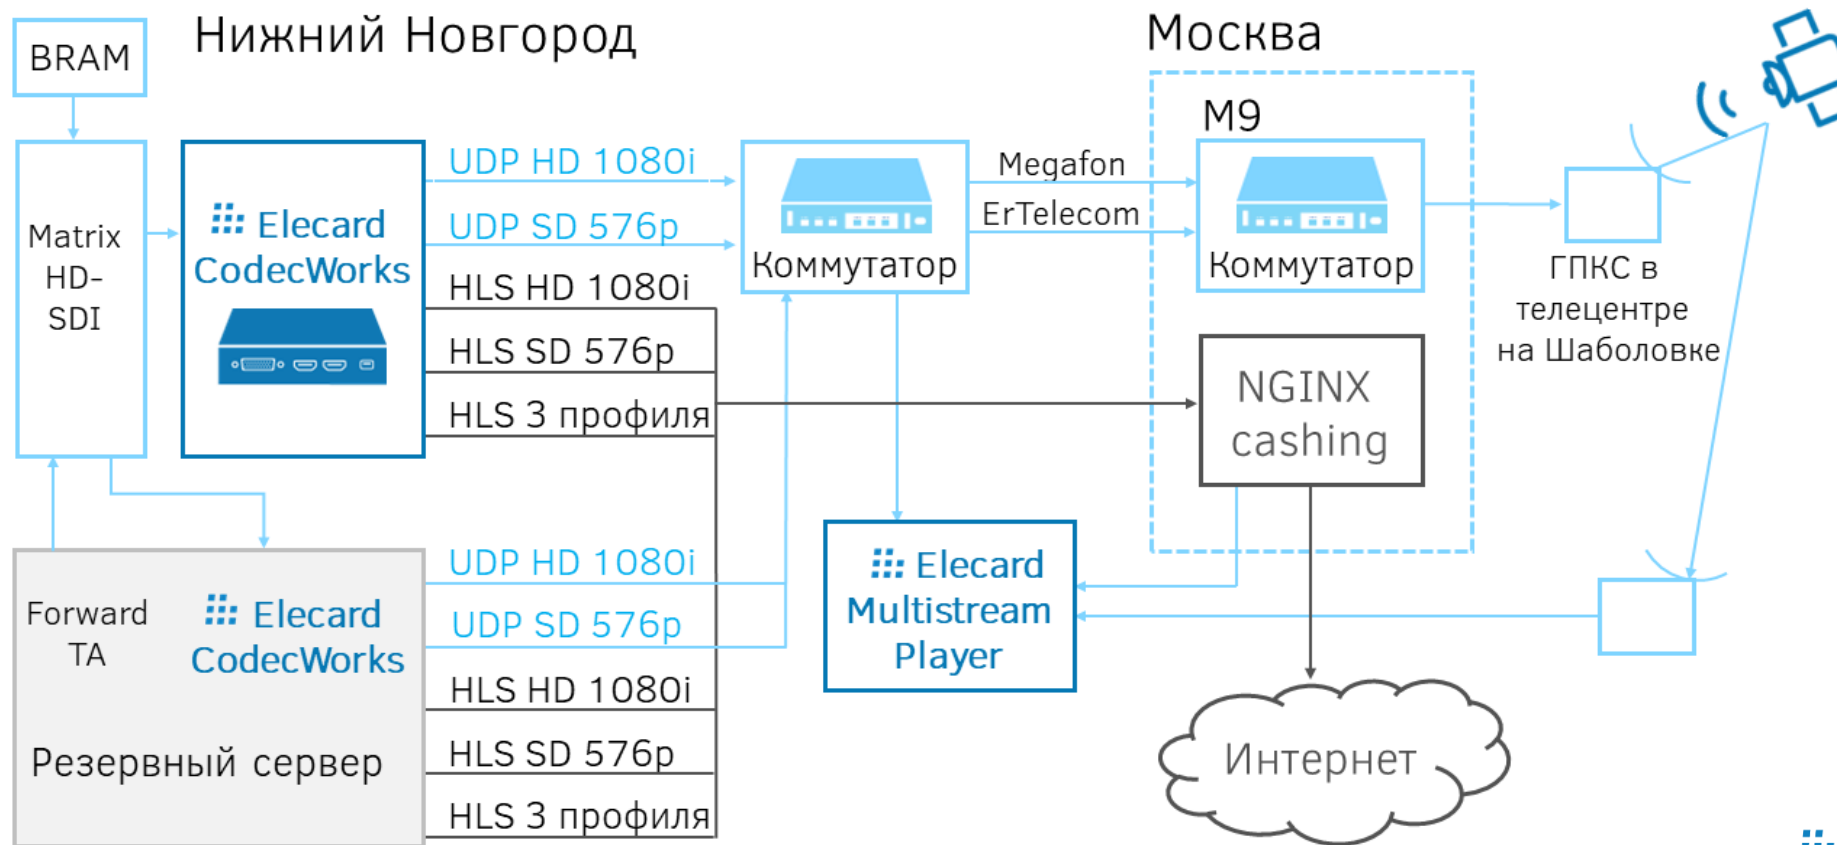 Нижний Новгород
Москва
BRAM
M9
Matrix
HD-
SDI
Elecard
CodecWorks
UDP HD 1080i
UDP SD 576p
HLS HD 1080i
HLS SD 576p
HLS 3 профиля
Коммутатор
Megafon
ErTelecom
Коммутатор
ГПКС в
телецентре
на Шаболовке
NGINX
cashing
Forward
TA
Elecard
CodecWorks
Резервный сервер
UDP HD 1080i
UDP SD 576p
HLS HD 1080i
HLS SD 576p
HLS 3 профиля
Elecard
Multistream
Player
Интернет